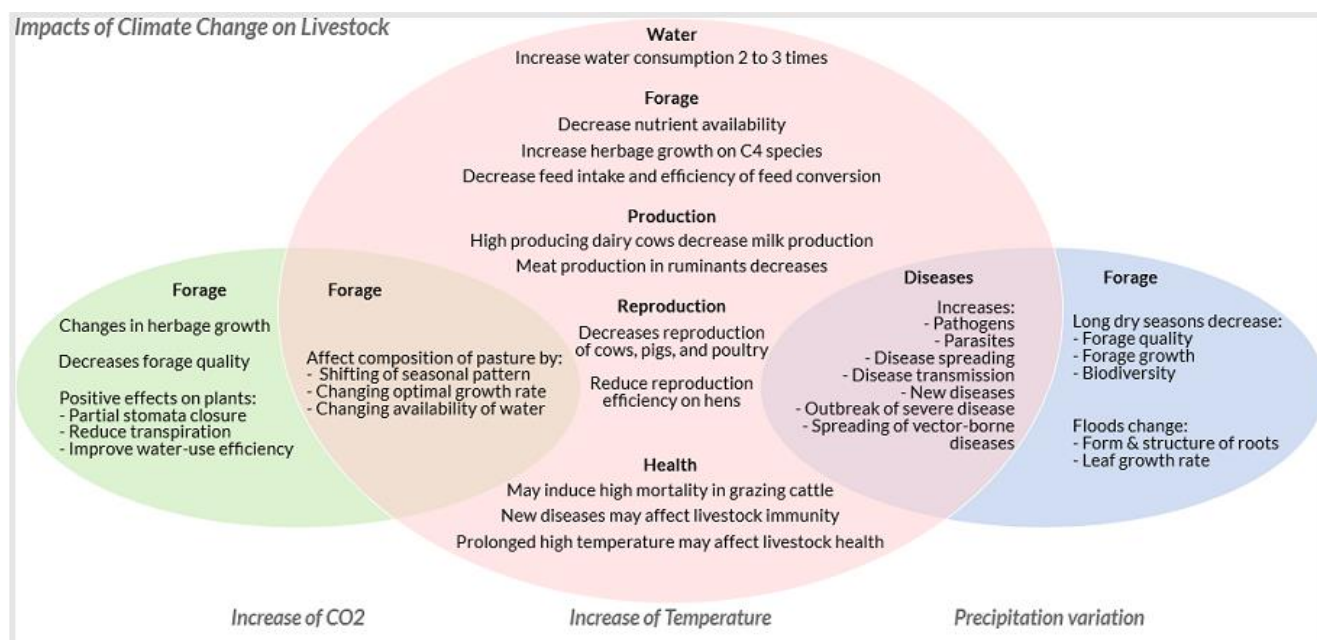 Impacts of Climate Change on Livestock
Water
Increase water consumption 2 to 3 times
Forage
Decrease nutrient availability
Increase herbage growth on C4 species
Decrease feed intake and efficiency of feed conversion
Production
High producing dairy cows decrease milk production
Meat production in ruminants decreases
Reproduction
Decreases reproduction
of cows, pigs, and poultry
Reduce reproduction
efficiency on hens
Health
May induce high mortality in grazing cattle
New diseases may affect livestock immunity
Prolonged high temperature may affect livestock health
Forage
Changes in herbage growth
Decreases forage quality
Positive effects on plants:
- Partial stomata closure
- Reduce transpiration
- Improve water-use efficiency
Forage
Affect composition of pasture by:
- Shifting of seasonal pattern
- Changing optimal growth rate
- Changing availability of water
Diseases
Increases:
- Pathogens
- Parasites
- Disease spreading
- Disease transmission
- New diseases
- Outbreak of severe disease
- Spreading of vector-borne
diseases
Forage
Long dry seasons decrease:
- Forage quality
- Forage growth
- Biodiversity
Floods change:
- Form & structure of roots
- Leaf growth rate
Increase of CO2
Increase of Temperature
Precipitation variation